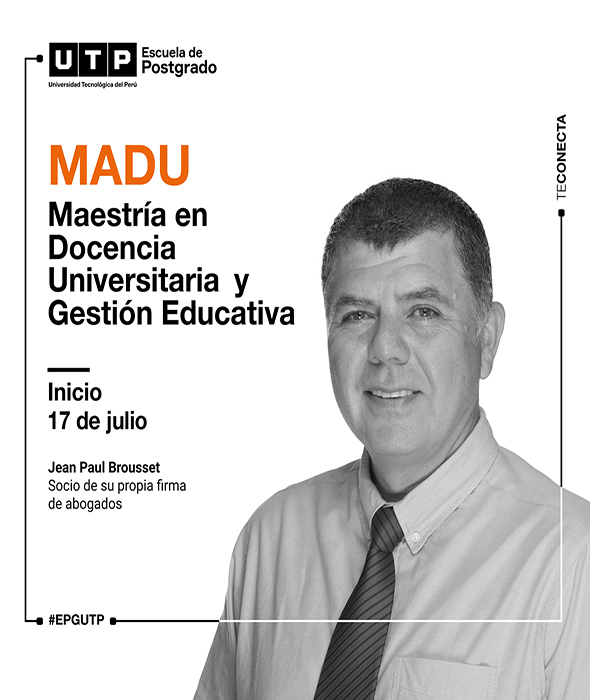 UTP
Escuela de
Postgrado
Universidad Tecnológica del Perú
TECONECTA
MADU
Maestría en
Docencia
Universitaria y
Gestión Educativa
Inicio
17 de julio
Jean Paul Brousset
Socio de su propia firma
de abogados
#EPGUTP